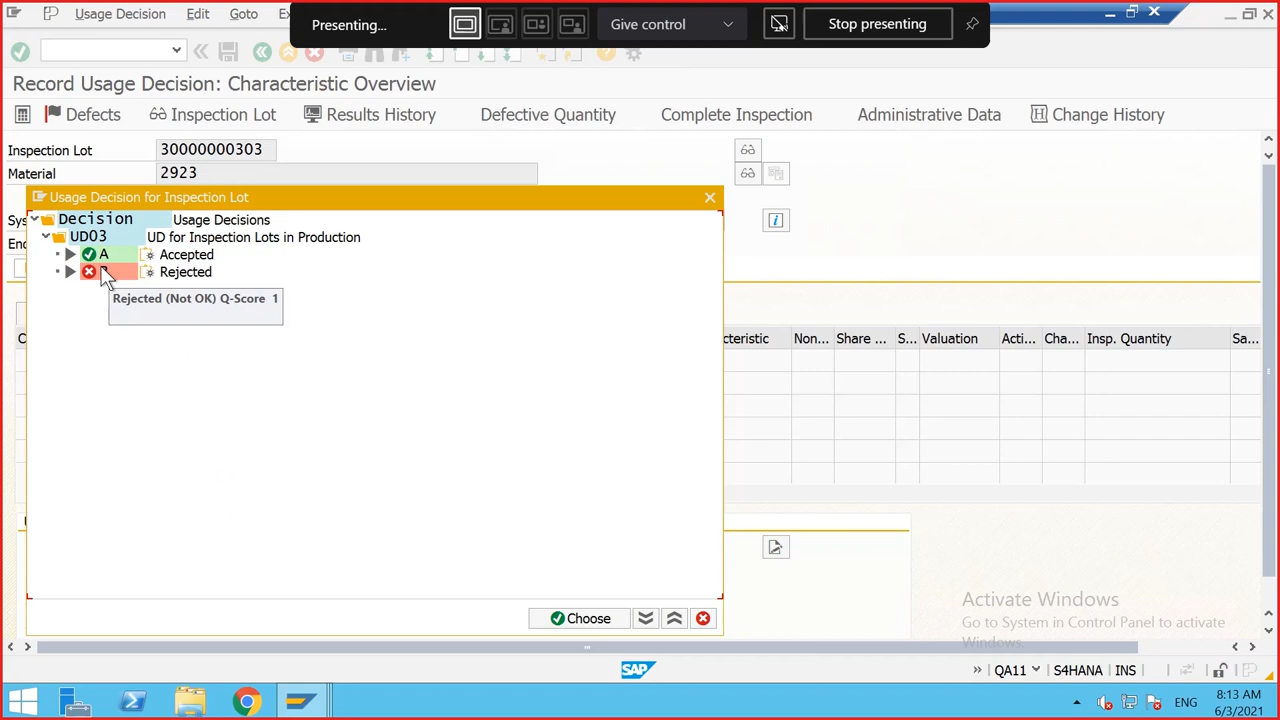 Presenting...
Give control
Stop presenting
Usage Decision Edit Goto
Record Usage Decision: Characteristic Overview
Defects Inspection Lot Results History Defective Quantity Complete Inspection Administrative Data Change History
Inspection Lot 30000000303
Material 2923
Usage Decision for Inspection Lot
Decision Usage Decisions
UD03 UD for Inspection Lots in Production
A Accepted
Rejected
Rejected (Not OK) Q-Score 1
Non... Share ... S... Valuation Acti... Cha... Insp. Quantity Sa...
Choose
Activate Windows
Go to System in Control Panel to activate
Windows.
SAP
QA11 S4HANA INS
ENG
8:13 AM
6/3/2021